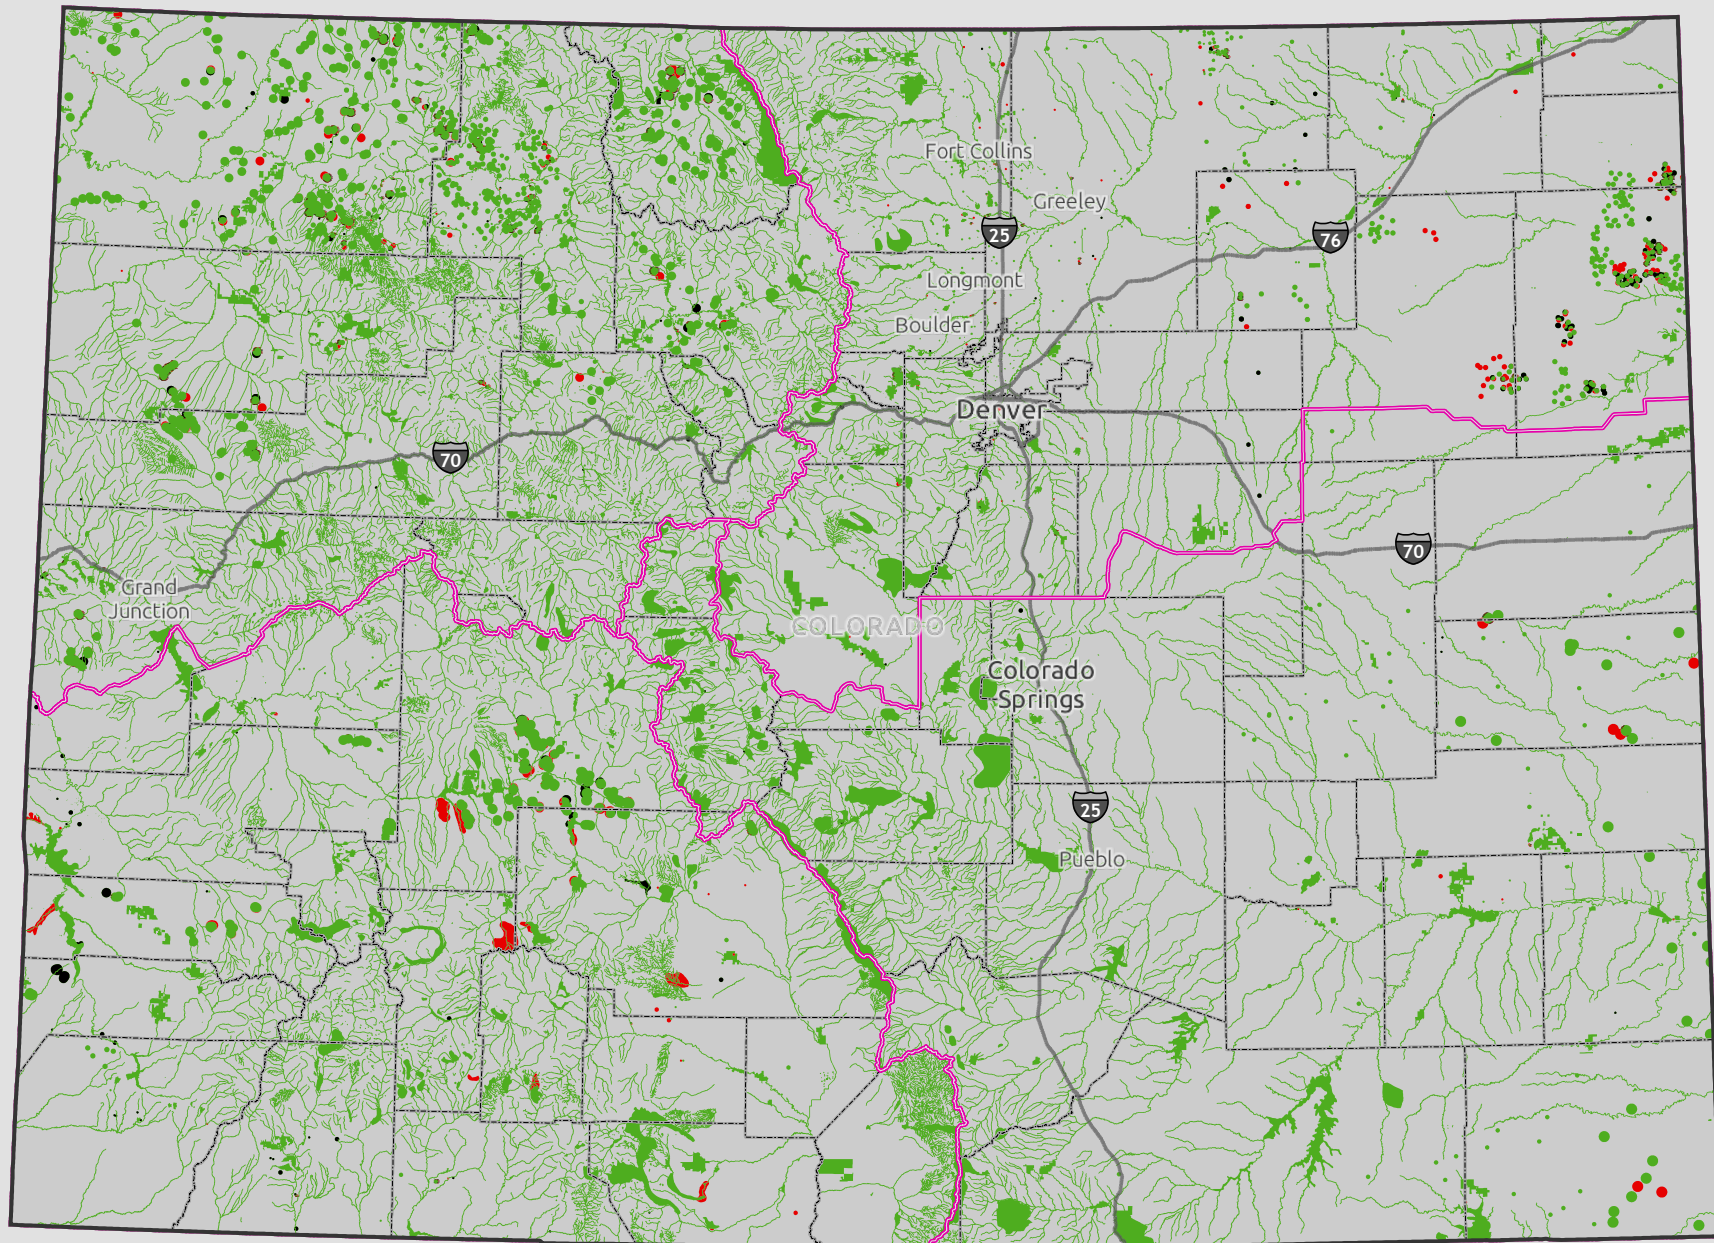 Fort Collins
Greeley
25
76
Longmont
Boulder
Denver
70
70
Grand
Junction
COLORADO
Colorado
Springs
25
Pueblo